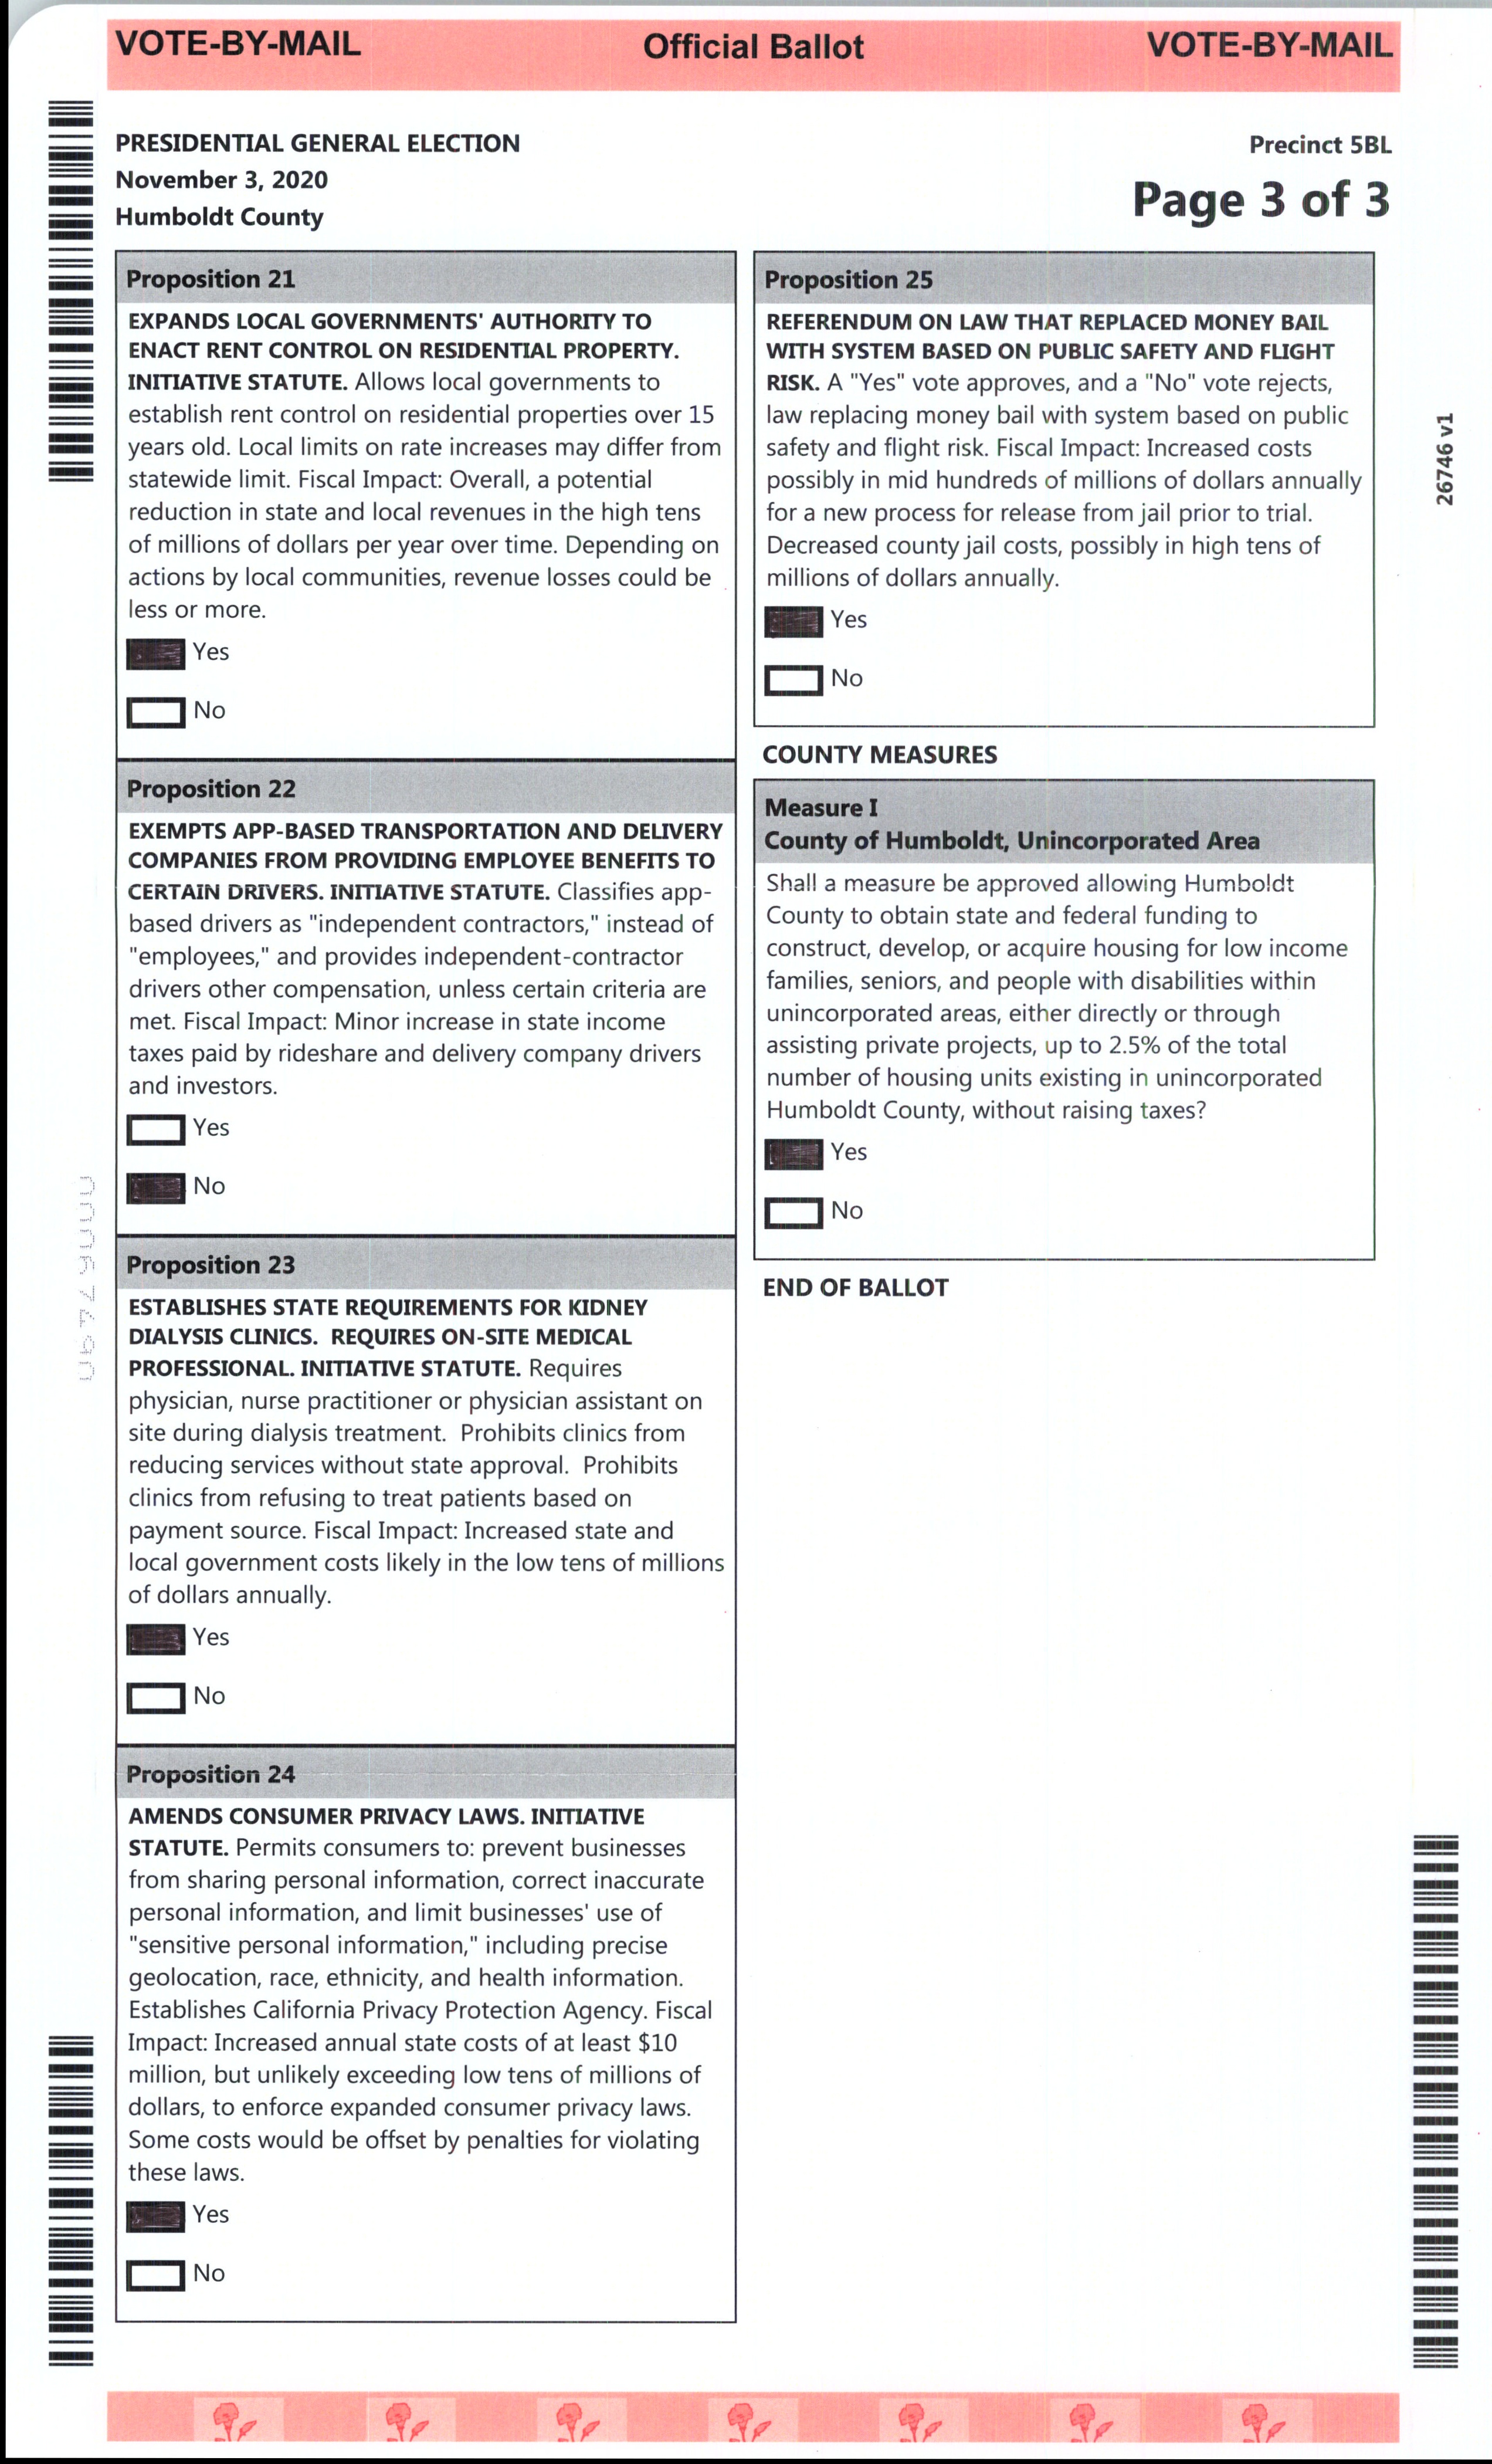 VOTE-BY-MAIL Official Ballot VOTE-BY-MAIL
PRESIDENTIAL GENERAL ELECTION
November 3, 2020
Humboldt County
Precinct 5BL
Page 3 of 3
Proposition 21
EXPANDS LOCAL GOVERNMENTS' AUTHORITY TO
ENACT RENT CONTROL ON RESIDENTIAL PROPERTY.
INITIATIVE STATUTE. Allows local governments to
establish rent control on residential properties over 15
years old. Local limits on rate increases may differ from
statewide limit. Fiscal Impact: Overall, a potential
reduction in state and local revenues in the high tens
of millions of dollars per year over time. Depending on
actions by local communities, revenue losses could be
less or more.
Yes
No
Proposition 22
EXEMPTS APP-BASED TRANSPORTATION AND DELIVERY
COMPANIES FROM PROVIDING EMPLOYEE BENEFITS TO
CERTAIN DRIVERS. INITIATIVE STATUTE. Classifies app-
based drivers as "independent contractors," instead of
"employees," and provides independent-contractor
drivers other compensation, unless certain criteria are
met. Fiscal Impact: Minor increase in state income
taxes paid by rideshare and delivery company drivers
and investors.
Yes
No
Proposition 23
ESTABLISHES STATE REQUIREMENTS FOR KIDNEY
DIALYSIS CLINICS.  REQUIRES ON-SITE MEDICAL
PROFESSIONAL. INITIATIVE STATUTE. Requires
physician, nurse practitioner or physician assistant on
site during dialysis treatment.  Prohibits clinics from
reducing services without state approval.  Prohibits
clinics from refusing to treat patients based on
payment source. Fiscal Impact: Increased state and
local government costs likely in the low tens of millions
of dollars annually.
Yes
No
Proposition 24
AMENDS CONSUMER PRIVACY LAWS. INITIATIVE
STATUTE. Permits consumers to: prevent businesses
from sharing personal information, correct inaccurate
personal information, and limit businesses' use of
"sensitive personal information," including precise
geolocation, race, ethnicity, and health information.
Establishes California Privacy Protection Agency. Fiscal
Impact: Increased annual state costs of at least $10
million, but unlikely exceeding low tens of millions of
dollars, to enforce expanded consumer privacy laws.
Some costs would be offset by penalties for violating
these laws.
Yes
No
Proposition 25
REFERENDUM ON LAW THAT REPLACED MONEY BAIL
WITH SYSTEM BASED ON PUBLIC SAFETY AND FLIGHT
RISK. A "Yes" vote approves, and a "No" vote rejects,
law replacing money bail with system based on public
safety and flight risk. Fiscal Impact: Increased costs
possibly in mid hundreds of millions of dollars annually
for a new process for release from jail prior to trial.
Decreased county jail costs, possibly in high tens of
millions of dollars annually.
Yes
No
COUNTY MEASURES
Measure I
County of Humboldt, Unincorporated Area
Shall a measure be approved allowing Humboldt
County to obtain state and federal funding to
construct, develop, or acquire housing for low income
families, seniors, and people with disabilities within
unincorporated areas, either directly or through
assisting private projects, up to 2.5% of the total
number of housing units existing in unincorporated
Humboldt County, without raising taxes?
Yes
No
END OF BALLOT
26746 v1